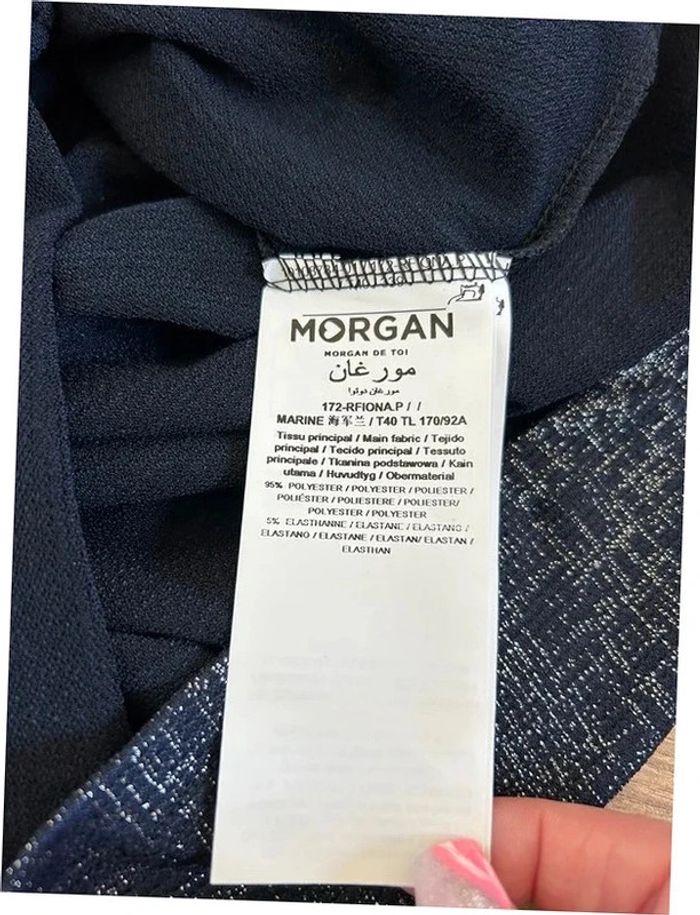 MORGAN
MORGAN DE TOI
مورغان
مورغان دوتوا
172-RFIONA.P / /
MARINE 海军兰 / T40 TL 170/92A
Tissu principal / Main fabric / Tejido
principal / Tecido principal / Tessuto
principale / Tkanina podstawowa / Kain
utama / Huvudtyg / Obermaterial
95% POLYESTER / POLYESTER / POLIESTER /
POLIÉSTER / POLIESTERE / POLIESTER/
POLYESTER / POLYESTER
5% ELASTHANNE / ELASTANE / ELASTANO /
ELASTANO / ELASTANE / ELASTAN/ ELASTAN /
ELASTHAN